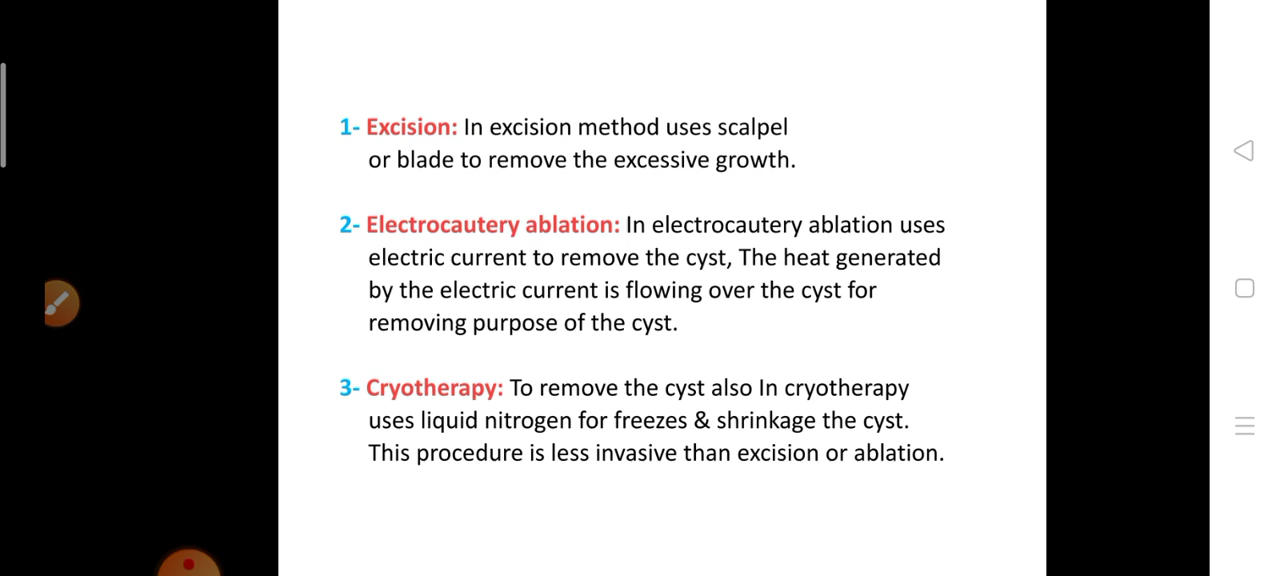 1- Excision: In excision method uses scalpel
or blade to remove the excessive growth.
2- Electrocautery ablation: In electrocautery ablation uses
electric current to remove the cyst, The heat generated
by the electric current is flowing over the cyst for
removing purpose of the cyst.
3- Cryotherapy: To remove the cyst also In cryotherapy
uses liquid nitrogen for freezes & shrinkage the cyst.
This procedure is less invasive than excision or ablation.